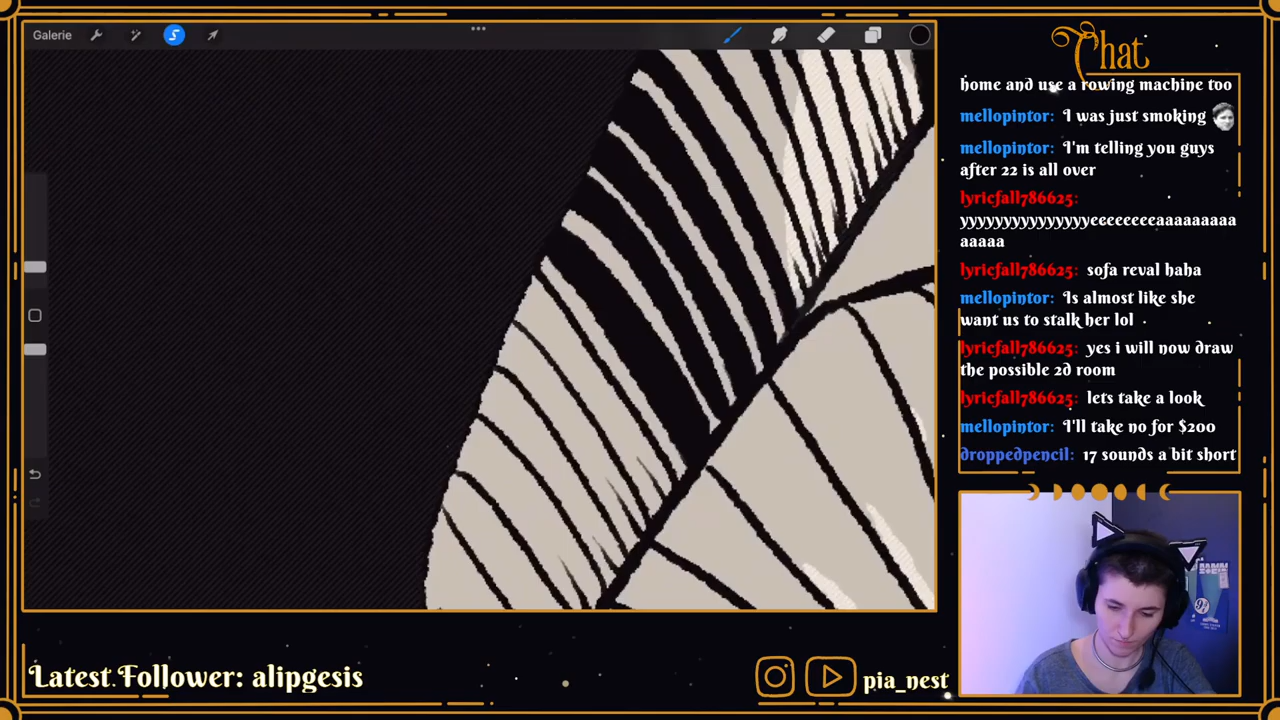 Galerie
Chat
home and use a rowing machine too
mellopintor: I was just smoking
mellopintor: I'm telling you guys
after 22 is all over
lyricfall786625:
yyyyyyyyyyyyyyyeeeeeeeeaaaaaaaaa
aaaaa
lyricfall786625: sofa reval haha
mellopintor: Is almost like she
want us to stalk her lol
lyricfall786625: yes i will now draw
the possible 2d room
lyricfall786625: lets take a look
mellopintor: I'll take no for $200
droppedpencil: 17 sounds a bit short
Latest Follower: alipgesis
pia_nest